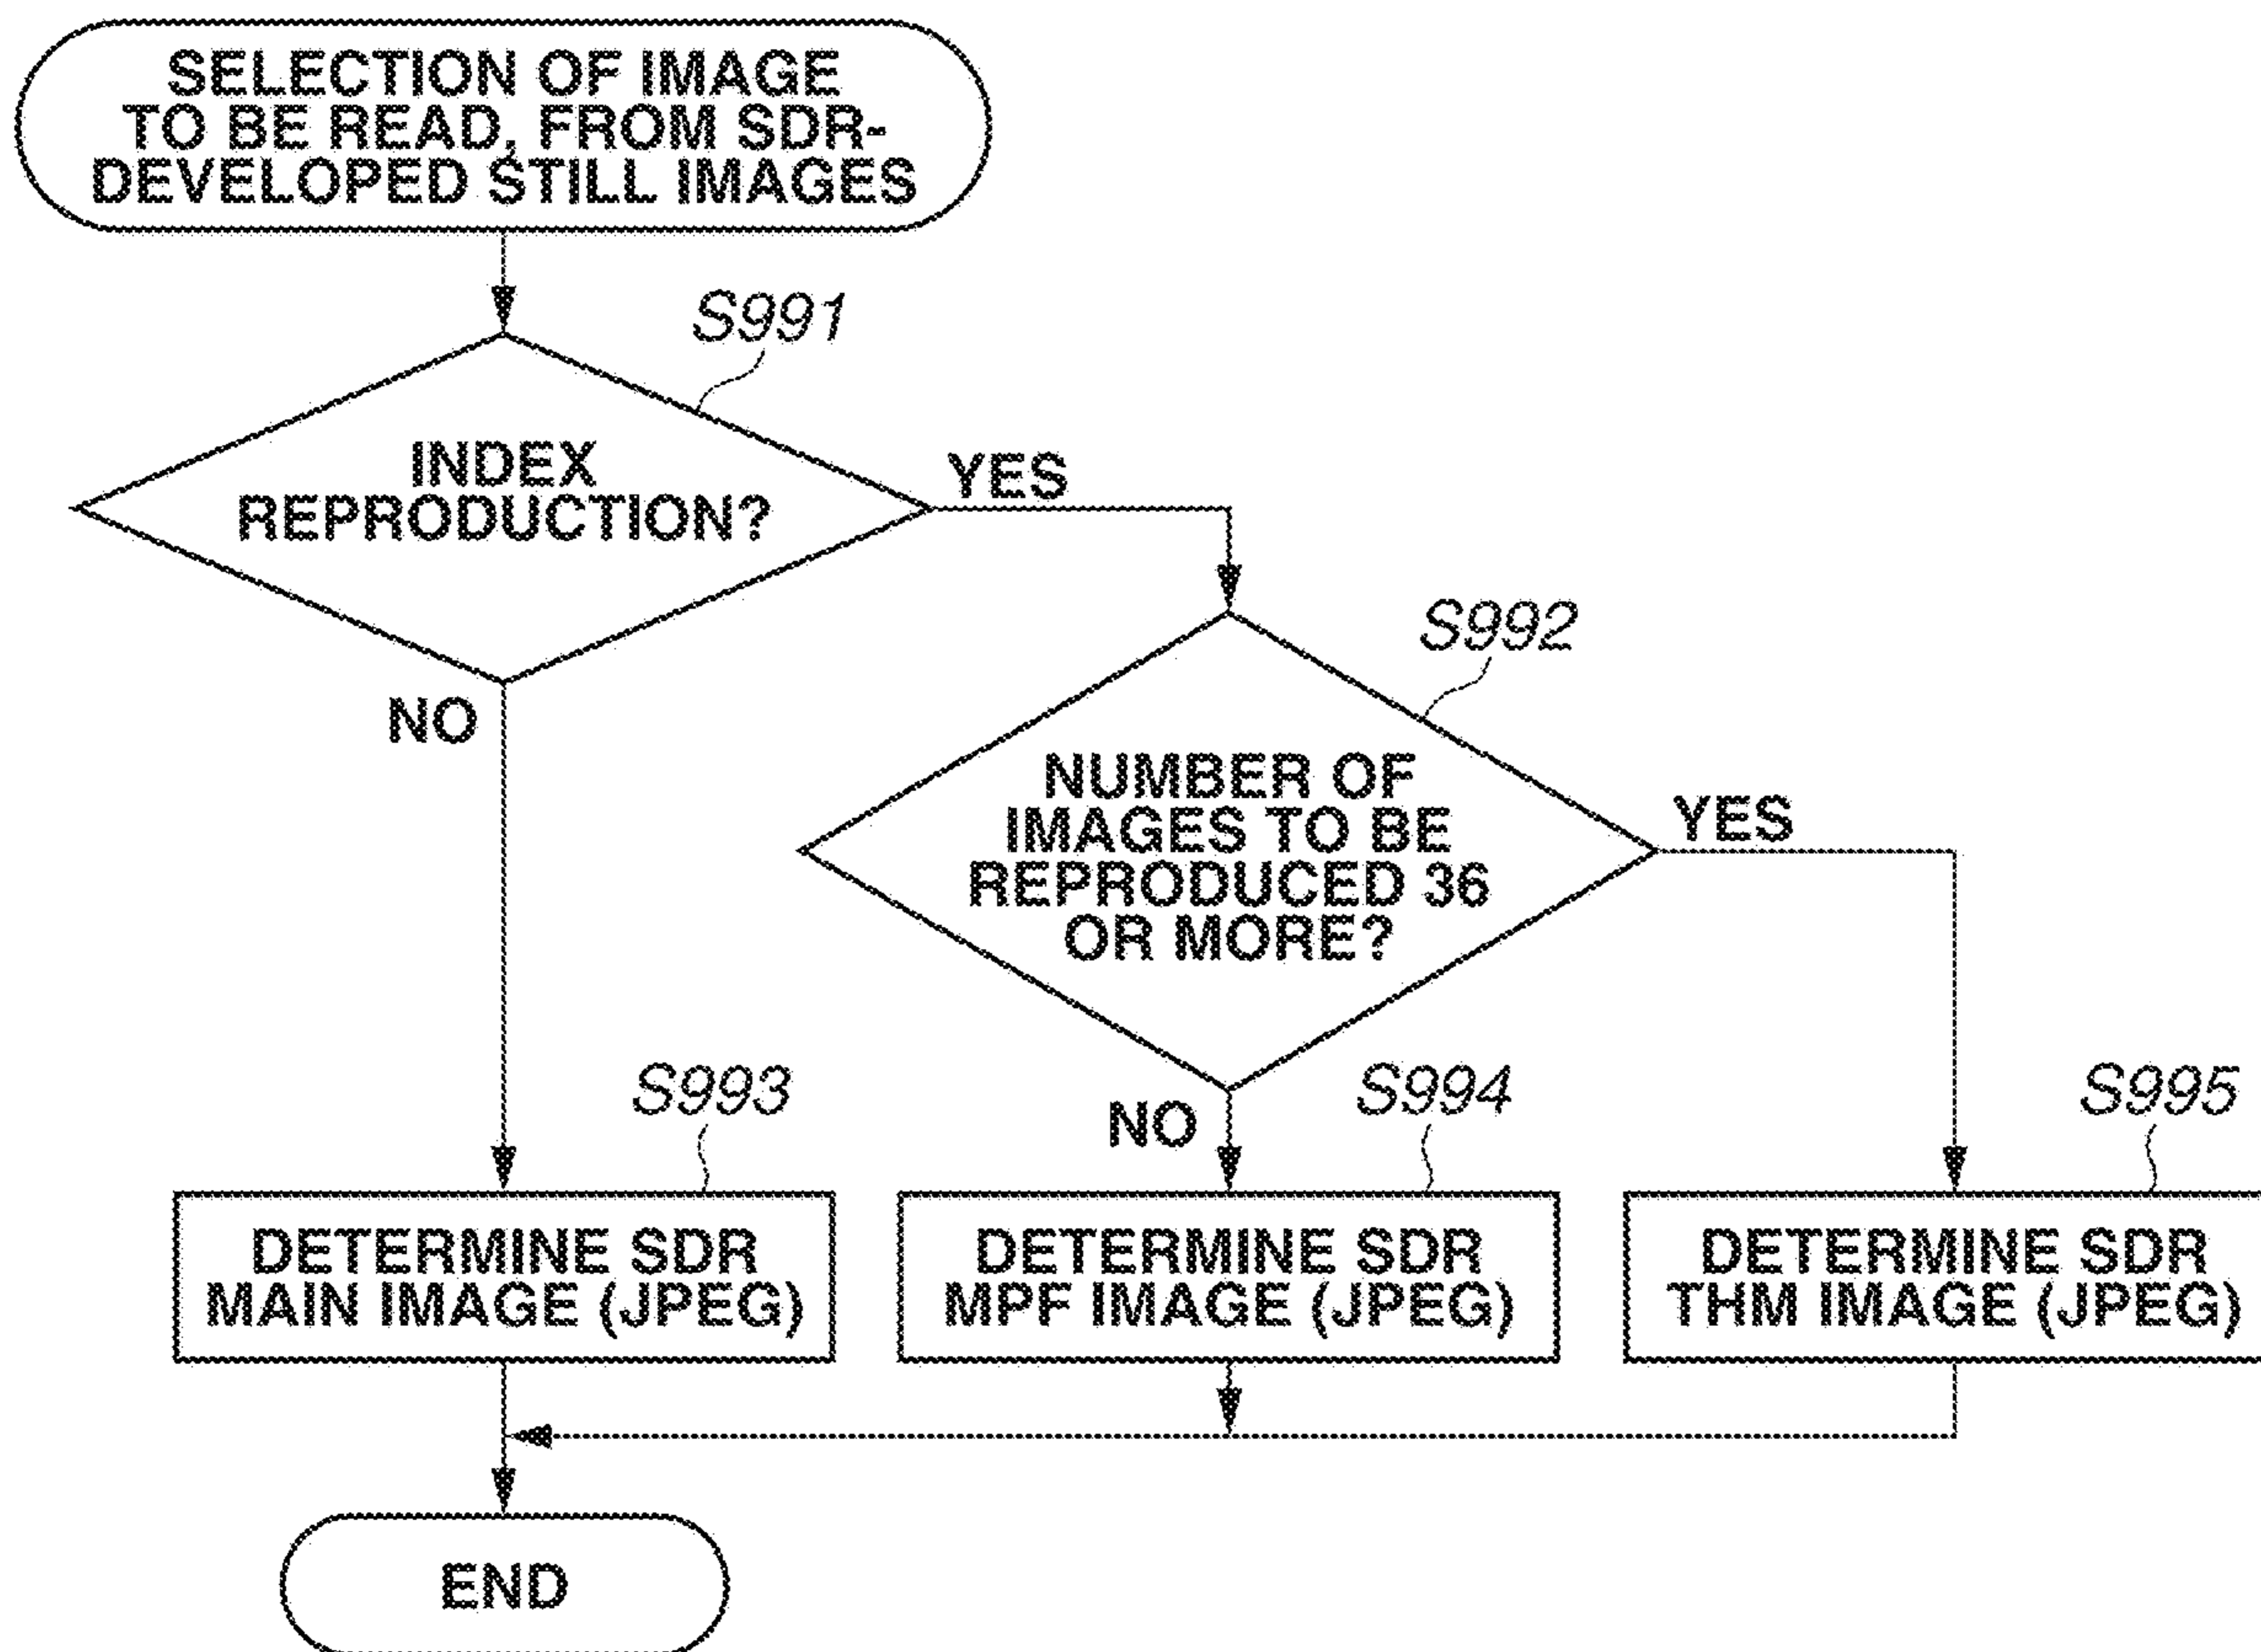 SELECTION OF IMAGE
TO BE READ, FROM SDR-
DEVELOPED STILL IMAGES
S991
INDEX
REPRODUCTION?
YES
NO
S992
NUMBER OF
IMAGES TO BE
REPRODUCED 36
OR MORE?
YES
NO
S993
DETERMINE SDR
MAIN IMAGE (JPEG)
S994
DETERMINE SDR
MPF IMAGE (JPEG)
S995
DETERMINE SDR
THM IMAGE (JPEG)
END